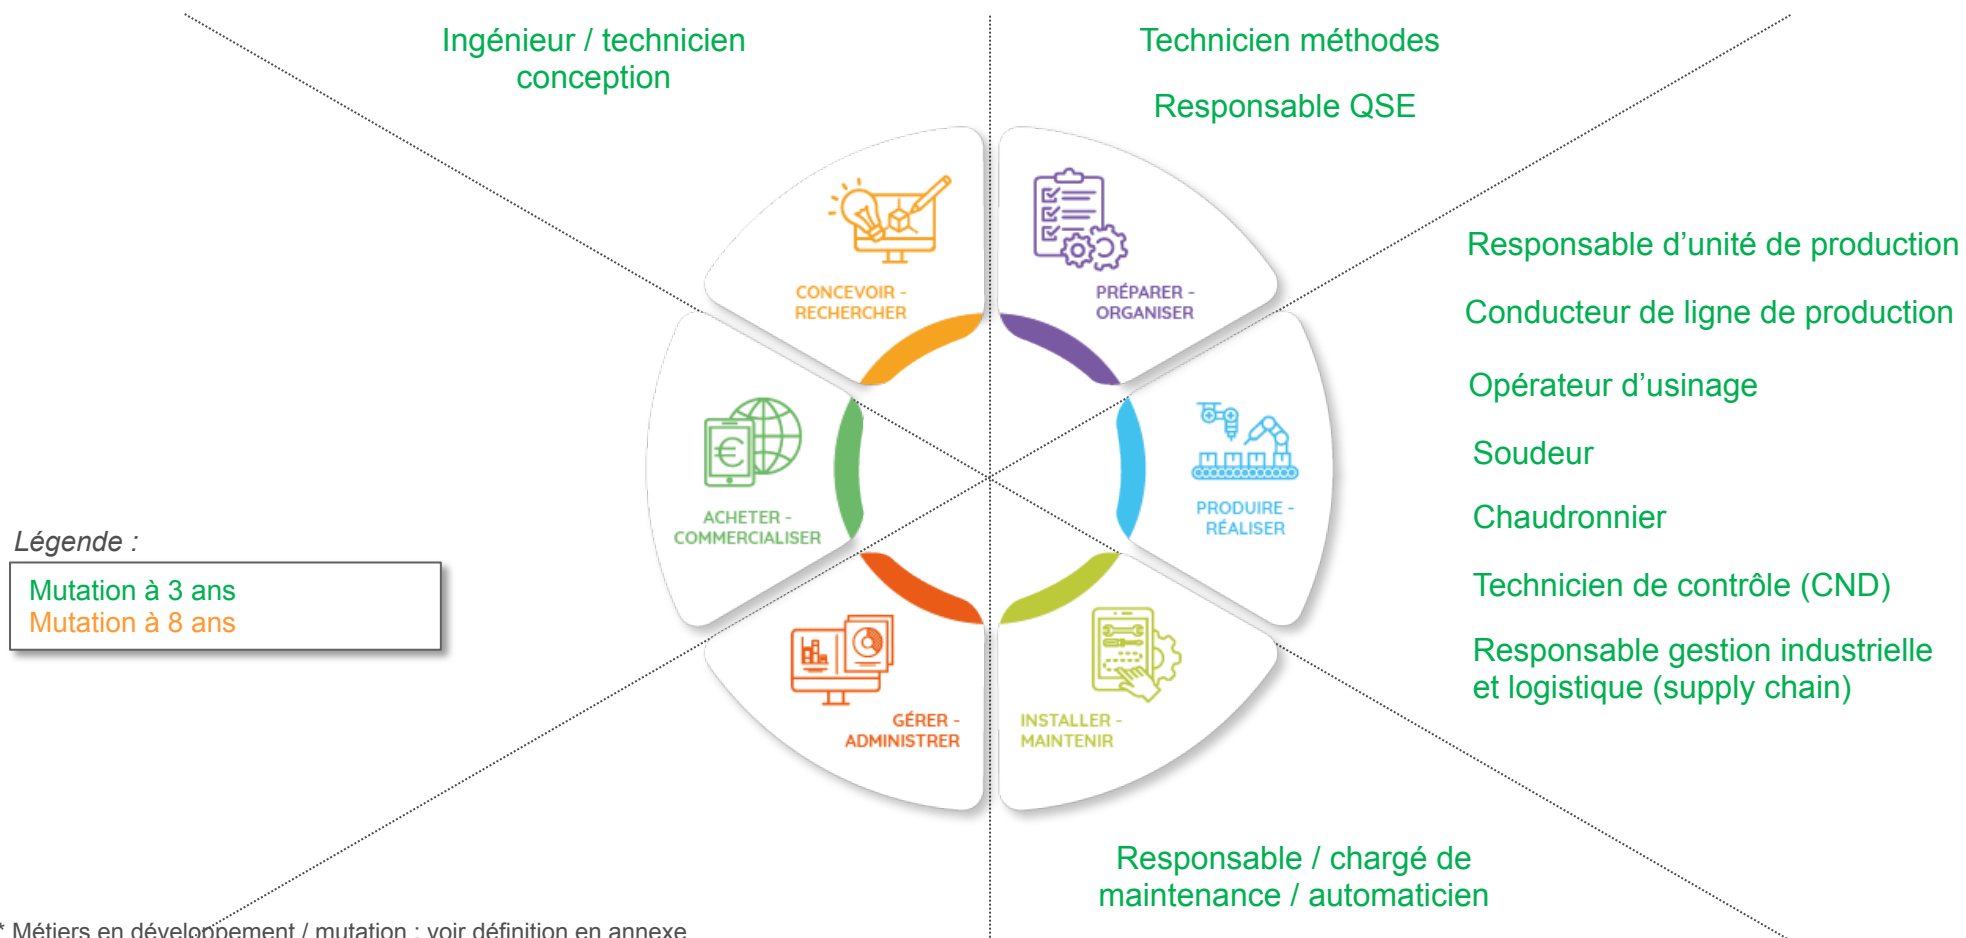 Ingénieur / technicien
conception
Technicien méthodes
Responsable QSE
CONCEVOIR -
RECHERCHER
PRÉPARER -
ORGANISER
Responsable d’unité de production
Conducteur de ligne de production
Opérateur d’usinage
Soudeur
Chaudronnier
Technicien de contrôle (CND)
Responsable gestion industrielle
et logistique (supply chain)
€
ACHETER -
COMMERCIALISER
PRODUIRE -
RÉALISER
Légende :
Mutation à 3 ans
Mutation à 8 ans
GÉRER -
ADMINISTRER
INSTALLER -
MAINTENIR
Responsable / chargé de
maintenance / automaticien
* Métiers en développement / mutation : voir définition en annexe